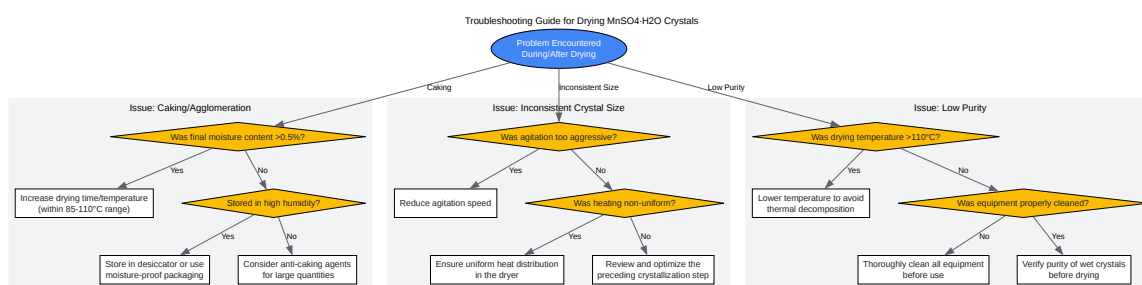 Troubleshooting Guide for Drying MnSO4·H2O Crystals
Problem Encountered
During/After Drying
Caking
Inconsistent Size
Low Purity
Issue: Caking/Agglomeration
Issue: Inconsistent Crystal Size
Issue: Low Purity
Was final moisture content >0.5%?
Was agitation too aggressive?
Was drying temperature >110°C?
Yes
No
Yes
No
Yes
No
Increase drying time/temperature
(within 85-110°C range)
Stored in high humidity?
Reduce agitation speed
Was heating non-uniform?
Lower temperature to avoid
thermal decomposition
Was equipment properly cleaned?
Yes
No
Yes
No
No
Yes
Store in desiccator or use
moisture-proof packaging
Consider anti-caking agents
for large quantities
Ensure uniform heat distribution
in the dryer
Review and optimize the
preceding crystallization step
Thoroughly clean all equipment
before use
Verify purity of wet crystals
before drying